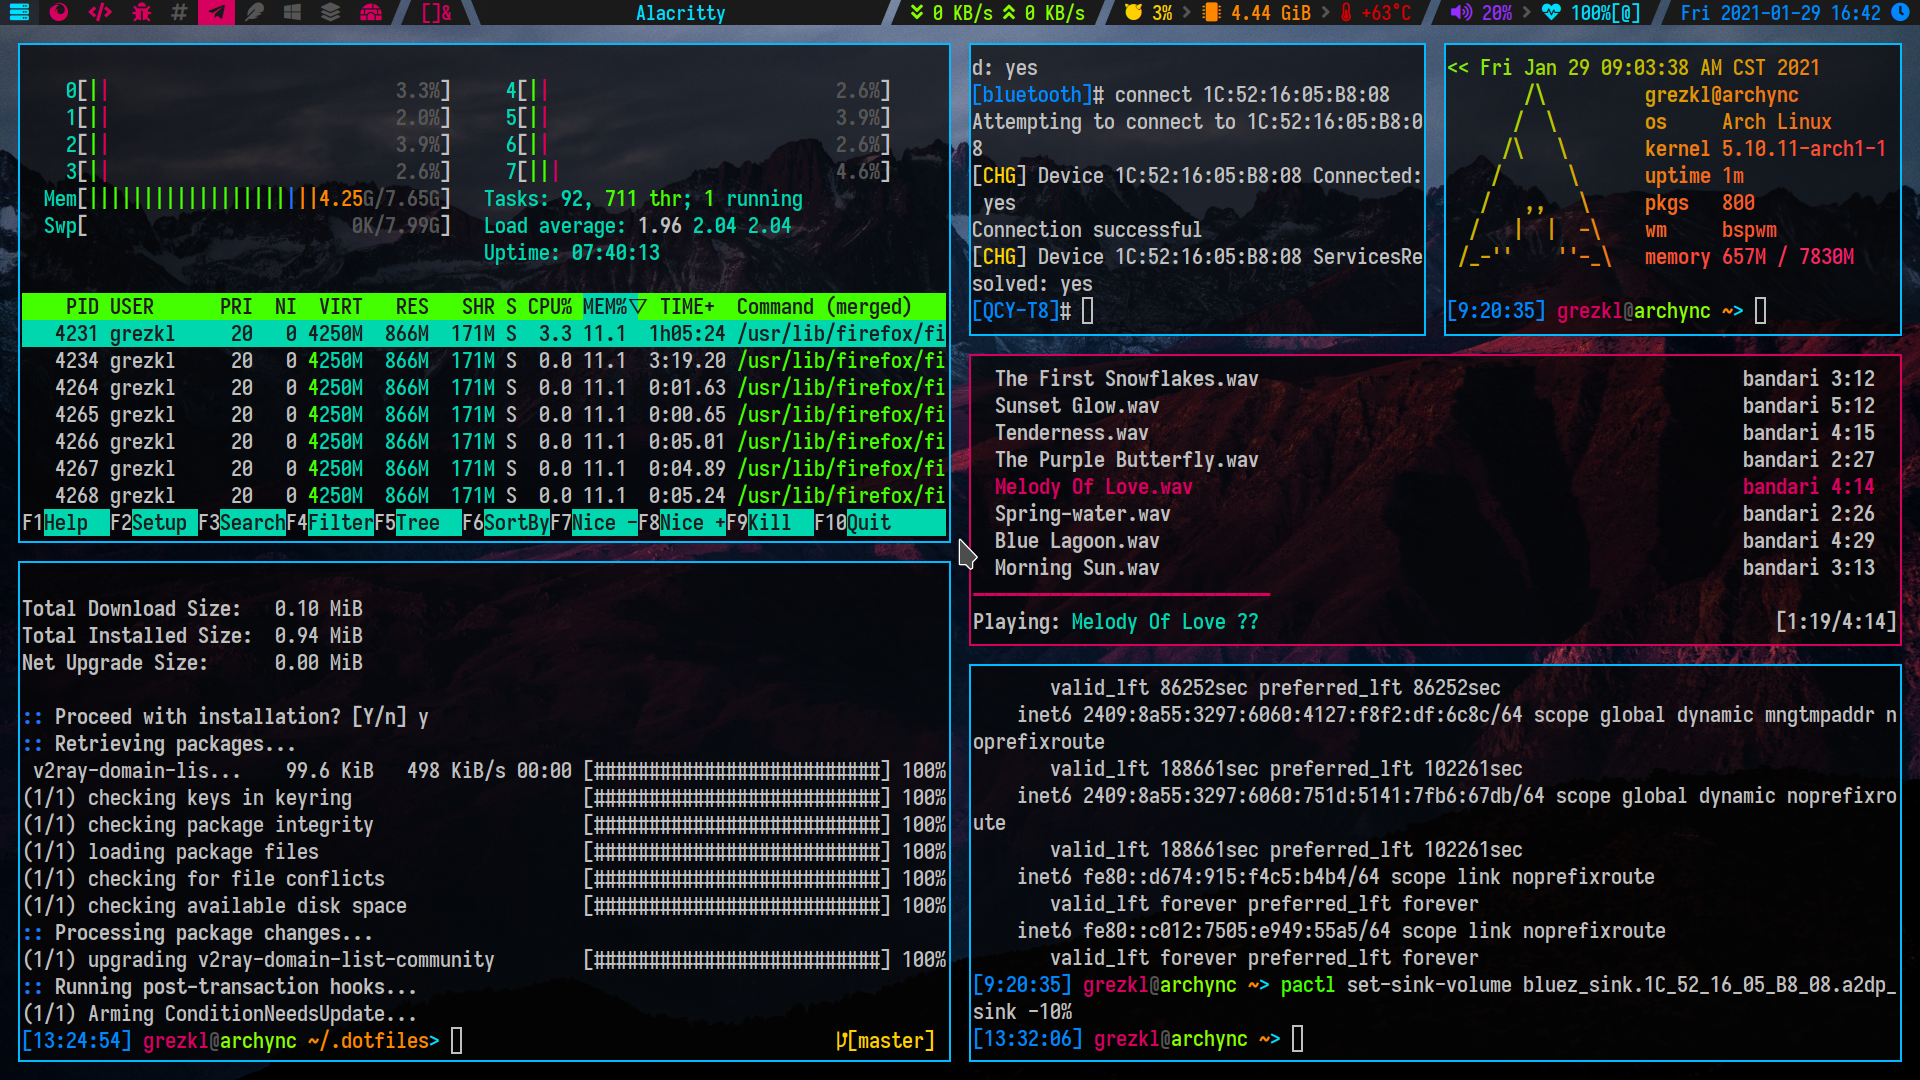 []& Alacritty 0 KB/s 0 KB/s 3% 4.44 GiB +63°C 20% 100%[@] Fri 2021-01-29 16:42
0[|| 3.3%] 4[|| 2.6%]
1[|| 2.0%] 5[|| 3.9%]
2[|| 3.9%] 6[|| 2.6%]
3[|| 2.6%] 7[||| 4.6%]
Mem[|||||||||||||||||||||4.25G/7.65G] Tasks: 92, 711 thr; 1 running
Swp[ 0K/7.99G] Load average: 1.96 2.04 2.04
Uptime: 07:40:13
PID USER PRI NI VIRT RES SHR S CPU% MEM%▽ TIME+ Command (merged)
4231 grezkl 20 0 4250M 866M 171M S 3.3 11.1 1h05:24 /usr/lib/firefox/fi
4234 grezkl 20 0 4250M 866M 171M S 0.0 11.1 3:19.20 /usr/lib/firefox/fi
4264 grezkl 20 0 4250M 866M 171M S 0.0 11.1 0:01.63 /usr/lib/firefox/fi
4265 grezkl 20 0 4250M 866M 171M S 0.0 11.1 0:00.65 /usr/lib/firefox/fi
4266 grezkl 20 0 4250M 866M 171M S 0.0 11.1 0:05.01 /usr/lib/firefox/fi
4267 grezkl 20 0 4250M 866M 171M S 0.0 11.1 0:04.89 /usr/lib/firefox/fi
4268 grezkl 20 0 4250M 866M 171M S 0.0 11.1 0:05.24 /usr/lib/firefox/fi
F1Help F2Setup F3SearchF4FilterF5Tree F6SortByF7Nice -F8Nice +F9Kill F10Quit
d: yes
[bluetooth]# connect 1C:52:16:05:B8:08
Attempting to connect to 1C:52:16:05:B8:0
8
[CHG] Device 1C:52:16:05:B8:08 Connected:
yes
Connection successful
[CHG] Device 1C:52:16:05:B8:08 ServicesRe
solved: yes
[QCY-T8]#
<< Fri Jan 29 09:03:38 AM CST 2021
/\ grezkl@archync
/ \ os Arch Linux
/\ \ kernel 5.10.11-arch1-1
/ \ uptime 1m
/ ,, \ pkgs 800
/ | | -\ wm bspwm
/_-'' ''-_\ memory 657M / 7830M
[9:20:35] grezkl@archync ~>
The First Snowflakes.wav bandari 3:12
Sunset Glow.wav bandari 5:12
Tenderness.wav bandari 4:15
The Purple Butterfly.wav bandari 2:27
Melody Of Love.wav bandari 4:14
Spring-water.wav bandari 2:26
Blue Lagoon.wav bandari 4:29
Morning Sun.wav bandari 3:13
Playing: Melody Of Love ?? [1:19/4:14]
Total Download Size: 0.10 MiB
Total Installed Size: 0.94 MiB
Net Upgrade Size: 0.00 MiB
:: Proceed with installation? [Y/n] y
:: Retrieving packages...
v2ray-domain-lis... 99.6 KiB 498 KiB/s 00:00 [##########################] 100%
(1/1) checking keys in keyring [##########################] 100%
(1/1) checking package integrity [##########################] 100%
(1/1) loading package files [##########################] 100%
(1/1) checking for file conflicts [##########################] 100%
(1/1) checking available disk space [##########################] 100%
:: Processing package changes...
(1/1) upgrading v2ray-domain-list-community [##########################] 100%
:: Running post-transaction hooks...
(1/1) Arming ConditionNeedsUpdate...
[13:24:54] grezkl@archync ~/.dotfiles> [master]
valid_lft 86252sec preferred_lft 86252sec
inet6 2409:8a55:3297:6060:4127:f8f2:df:6c8c/64 scope global dynamic mngtmpaddr n
oprefixroute
valid_lft 188661sec preferred_lft 102261sec
inet6 2409:8a55:3297:6060:751d:5141:7fb6:67db/64 scope global dynamic noprefixro
ute
valid_lft 188661sec preferred_lft 102261sec
inet6 fe80::d674:915:f4c5:b4b4/64 scope link noprefixroute
valid_lft forever preferred_lft forever
inet6 fe80::c012:7505:e949:55a5/64 scope link noprefixroute
valid_lft forever preferred_lft forever
[9:20:35] grezkl@archync ~> pactl set-sink-volume bluez_sink.1C_52_16_05_B8_08.a2dp_
sink -10%
[13:32:06] grezkl@archync ~>